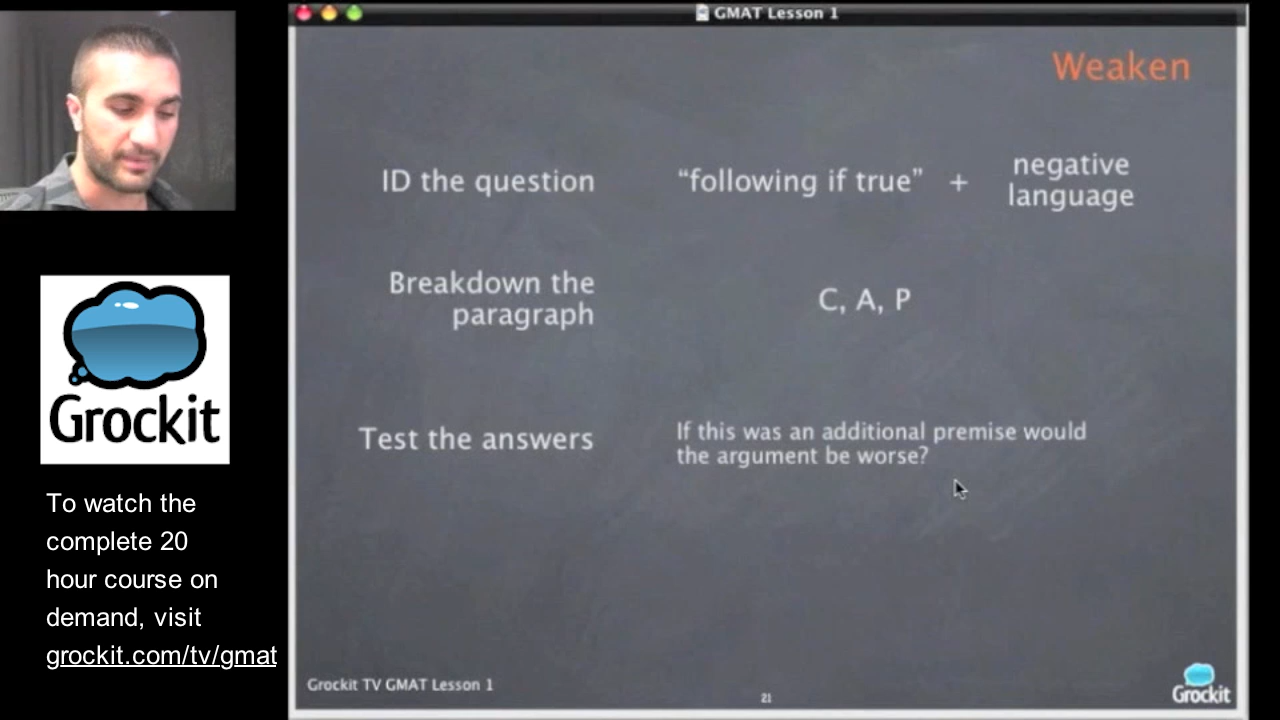 GMAT Lesson 1
Weaken
ID the question
“following if true” + negative language
Breakdown the
paragraph
C, A, P
Test the answers
If this was an additional premise would
the argument be worse?
Grockit TV GMAT Lesson 1
21
Grockit
Grockit
To watch the
complete 20
hour course on
demand, visit
grockit.com/tv/gmat